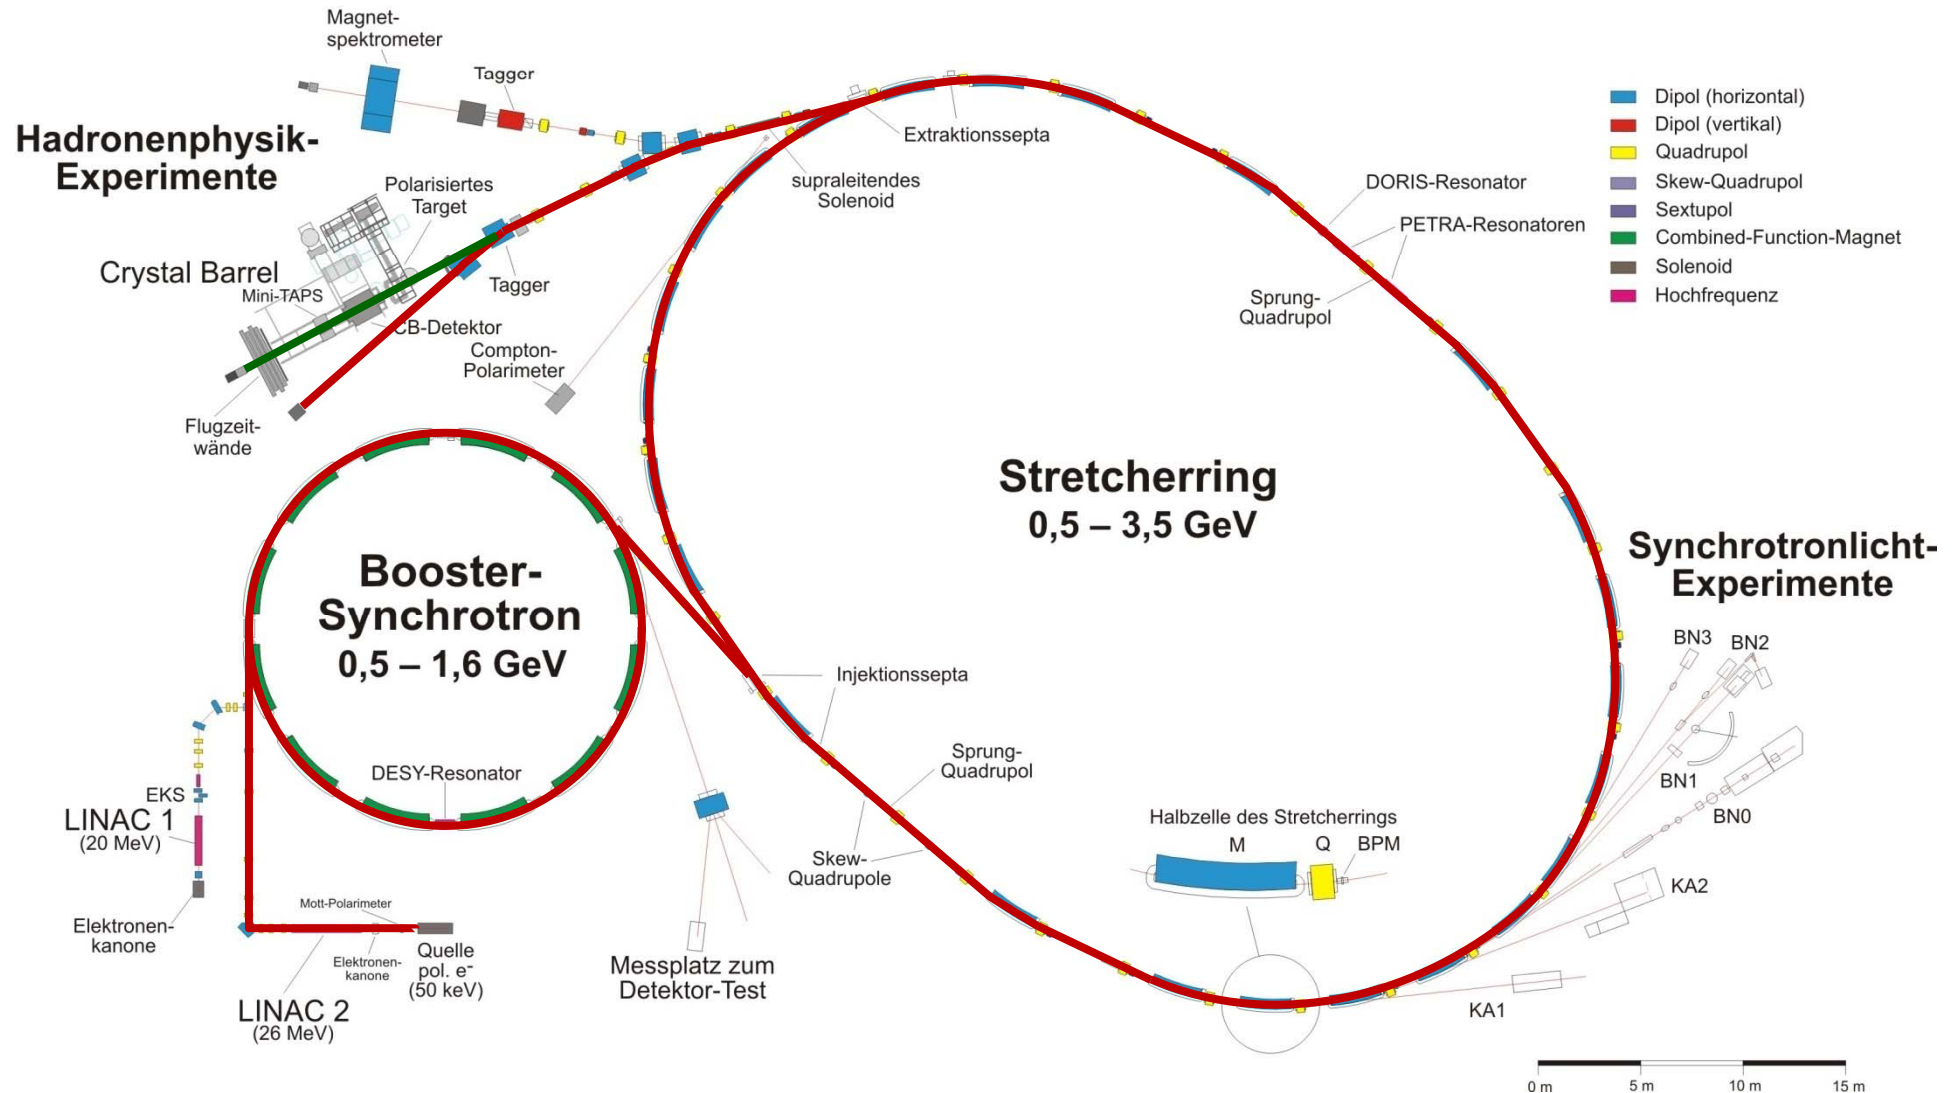 Magnet-
spektrometer
Tagger
Hadronenphysik-
Experimente
Polarisiertes
Target
Crystal Barrel
Mini-TAPS
CB-Detektor
Tagger
Compton-
Polarimeter
Flugzeit-
wände
Extraktionssepta
supraleitendes
Solenoid
DORIS-Resonator
PETRA-Resonatoren
Sprung-
Quadrupol
Dipol (horizontal)
Dipol (vertikal)
Quadrupol
Skew-Quadrupol
Sextupol
Combined-Function-Magnet
Solenoid
Hochfrequenz
Stretcherring
0,5 – 3,5 GeV
Booster-
Synchrotron
0,5 – 1,6 GeV
DESY-Resonator
Synchrotronlicht-
Experimente
BN3
BN2
BN1
BN0
KA2
KA1
Injektionssepta
Sprung-
Quadrupol
Skew-
Quadrupole
Halbzelle des Stretcherrings
M
Q
BPM
EKS
LINAC 1
(20 MeV)
Elektronen-
kanone
Mott-Polarimeter
Elektronen-
kanone
Quelle
pol. e-
(50 keV)
LINAC 2
(26 MeV)
Messplatz zum
Detektor-Test
0 m
5 m
10 m
15 m